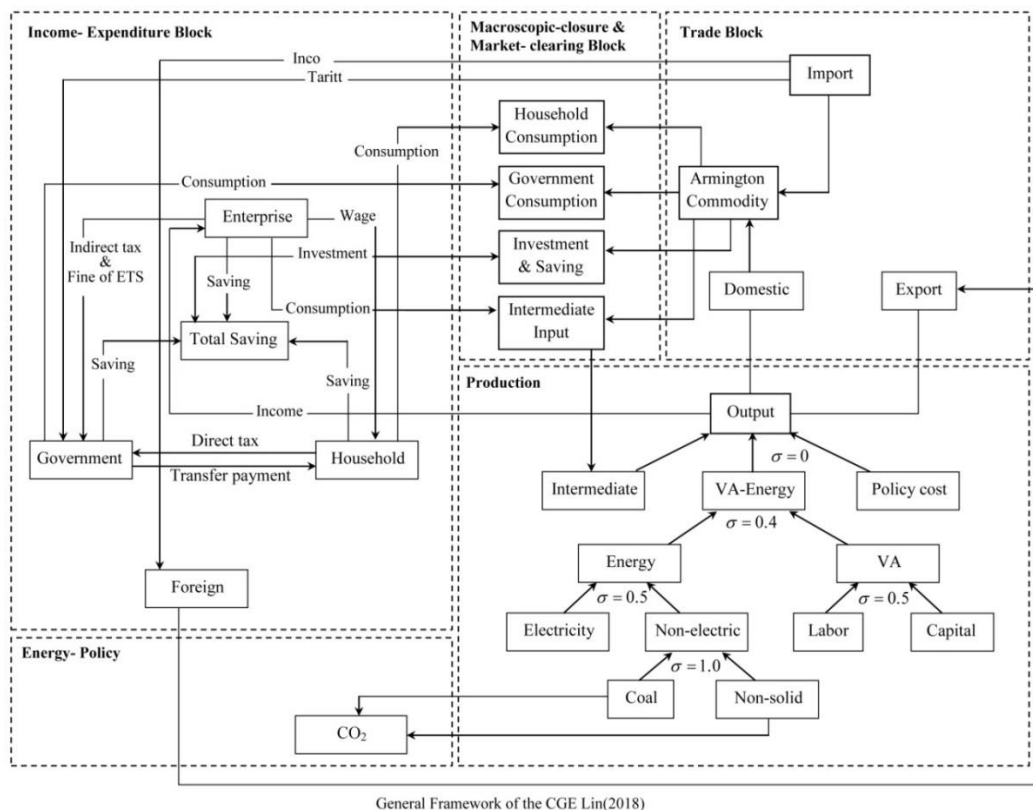 Income- Expenditure Block
Macroscopic-closure &
Market- clearing Block
Trade Block
Inco
Taritt
Import
Household
Consumption
Consumption
Consumption
Government
Consumption
Armington
Commodity
Enterprise
Wage
Indirect tax
&
Fine of ETS
Investment
Investment
& Saving
Saving
Domestic
Export
Consumption
Intermediate
Input
Total Saving
Saving
Saving
Production
Income
Output
Government
Direct tax
Transfer payment
Household
σ = 0
Intermediate
VA-Energy
Policy cost
σ = 0.4
Energy
VA
Foreign
σ = 0.5
σ = 0.5
Electricity
Non-electric
Labor
Capital
Energy- Policy
σ = 1.0
Coal
Non-solid
CO₂
General Framework of the CGE Lin(2018)